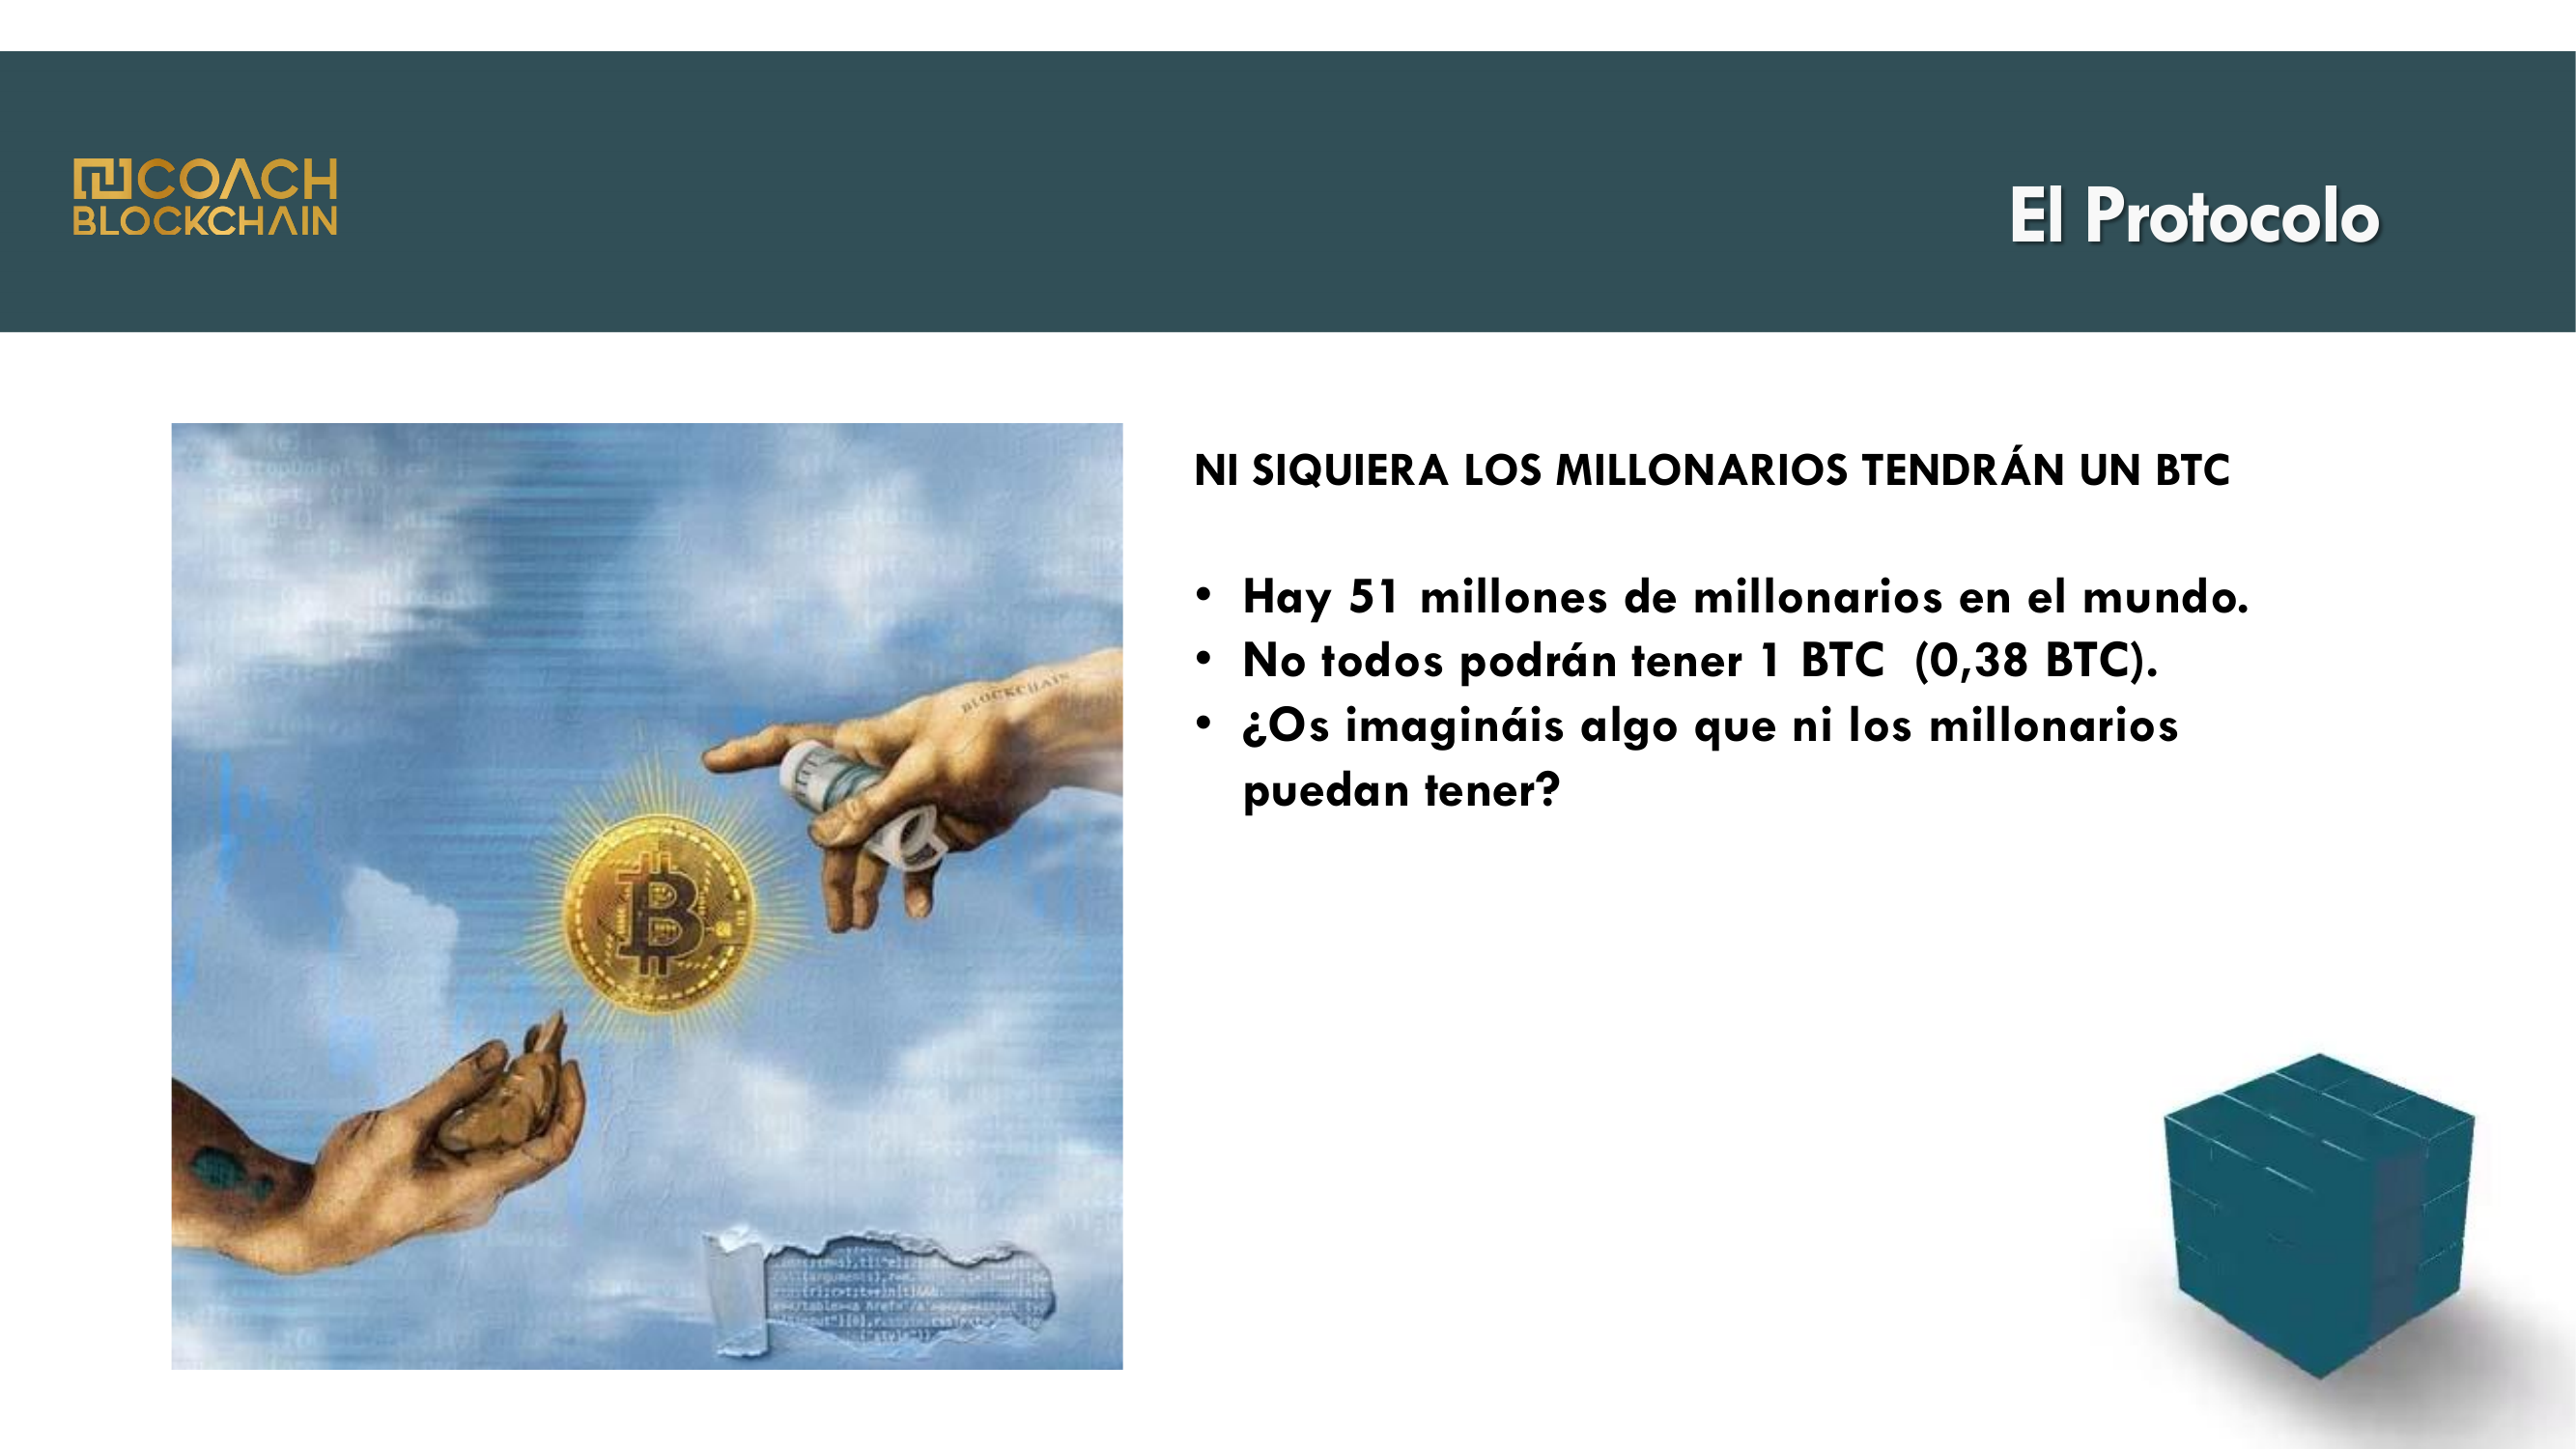 COACH
BLOCKCHAIN
El Protocolo
NI SIQUIERA LOS MILLONARIOS TENDRÁN UN BTC
• Hay 51 millones de millonarios en el mundo.
• No todos podrán tener 1 BTC (0,38 BTC).
• ¿Os imagináis algo que ni los millonarios
puedan tener?
BLOCKCHAIN